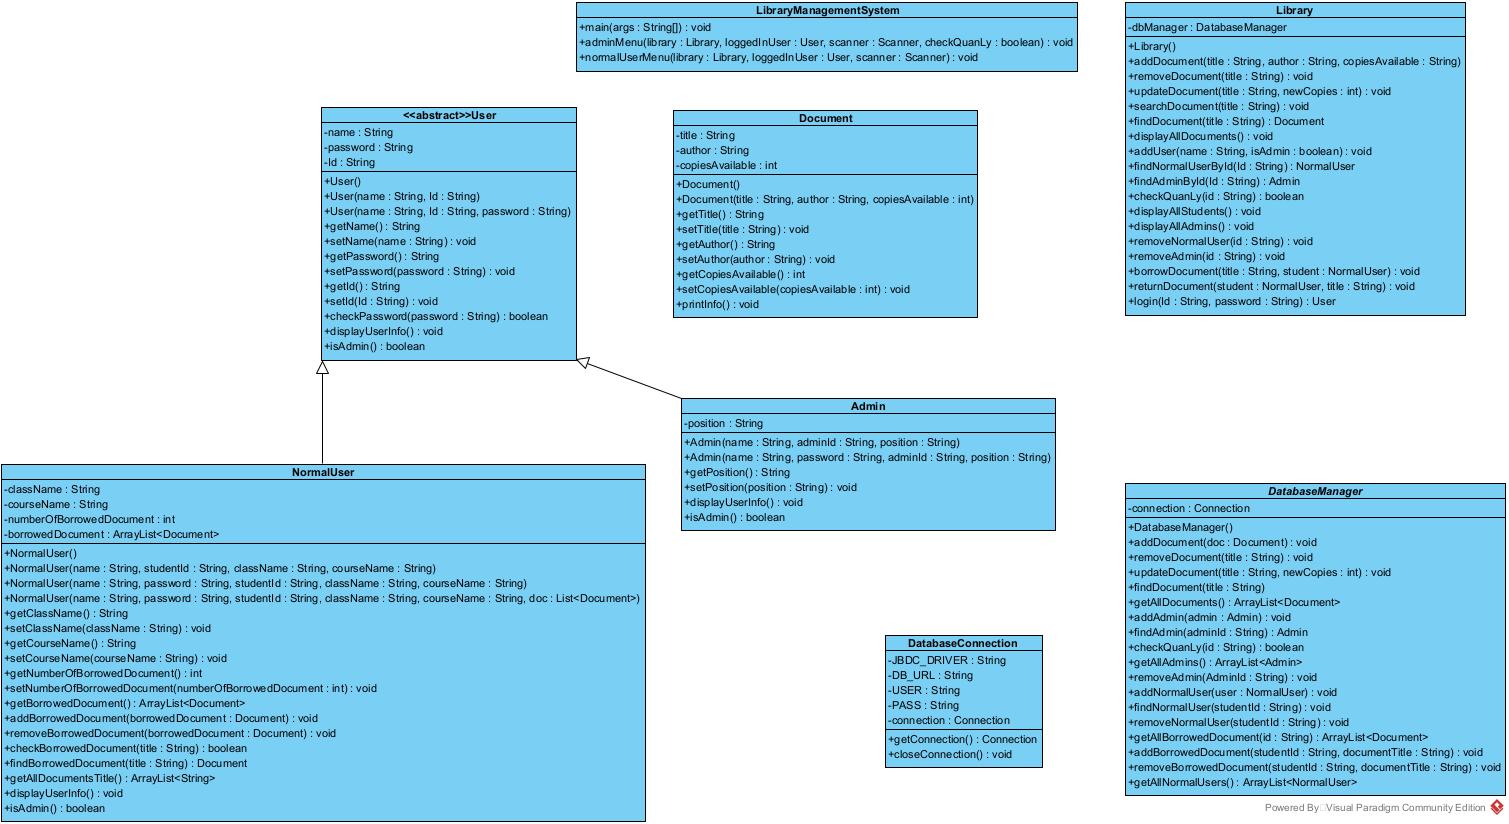 LibraryManagementSystem
+main(args : String[]) : void
+adminMenu(library : Library, loggedInUser : User, scanner : Scanner, checkQuanLy : boolean) : void
+normalUserMenu(library : Library, loggedInUser : User, scanner : Scanner) : void
Library
-dbManager : DatabaseManager
+Library()
+addDocument(title : String, author : String, copiesAvailable : String)
+removeDocument(title : String) : void
+updateDocument(title : String, newCopies : int) : void
+searchDocument(title : String) : void
+findDocument(title : String) : Document
+displayAllDocuments() : void
+addUser(name : String, isAdmin : boolean) : void
+findNormalUserById(Id : String) : NormalUser
+findAdminById(Id : String) : Admin
+checkQuanLy(id : String) : boolean
+displayAllStudents() : void
+displayAllAdmins() : void
+removeNormalUser(id : String) : void
+removeAdmin(id : String) : void
+borrowDocument(title : String, student : NormalUser) : void
+returnDocument(student : NormalUser, title : String) : void
+login(Id : String, password : String) : User
<<abstract>>User
-name : String
-password : String
-Id : String
+User()
+User(name : String, Id : String)
+User(name : String, Id : String, password : String)
+getName() : String
+setName(name : String) : void
+getPassword() : String
+setPassword(password : String) : void
+getId() : String
+setId(Id : String) : void
+checkPassword(password : String) : boolean
+displayUserInfo() : void
+isAdmin() : boolean
Document
-title : String
-author : String
-copiesAvailable : int
+Document()
+Document(title : String, author : String, copiesAvailable : int)
+getTitle() : String
+setTitle(title : String) : void
+getAuthor() : String
+setAuthor(author : String) : void
+getCopiesAvailable() : int
+setCopiesAvailable(copiesAvailable : int) : void
+printInfo() : void
Admin
-position : String
+Admin(name : String, adminId : String, position : String)
+Admin(name : String, password : String, adminId : String, position : String)
+getPosition() : String
+setPosition(position : String) : void
+displayUserInfo() : void
+isAdmin() : boolean
NormalUser
-className : String
-courseName : String
-numberOfBorrowedDocument : int
-borrowedDocument : ArrayList<Document>
+NormalUser()
+NormalUser(name : String, studentId : String, className : String, courseName : String)
+NormalUser(name : String, password : String, studentId : String, className : String, courseName : String)
+NormalUser(name : String, password : String, studentId : String, className : String, courseName : String, doc : List<Document>)
+getClassName() : String
+setClassName(className : String) : void
+getCourseName() : String
+setCourseName(courseName : String) : void
+getNumberOfBorrowedDocument() : int
+setNumberOfBorrowedDocument(numberOfBorrowedDocument : int) : void
+getBorrowedDocument() : ArrayList<Document>
+addBorrowedDocument(borrowedDocument : Document) : void
+removeBorrowedDocument(borrowedDocument : Document) : void
+checkBorrowedDocument(title : String) : boolean
+findBorrowedDocument(title : String) : Document
+getAllDocumentsTitle() : ArrayList<String>
+displayUserInfo() : void
+isAdmin() : boolean
DatabaseConnection
-JBDC_DRIVER : String
-DB_URL : String
-USER : String
-PASS : String
-connection : Connection
+getConnection() : Connection
+closeConnection() : void
DatabaseManager
-connection : Connection
+DatabaseManager()
+addDocument(doc : Document) : void
+removeDocument(title : String) : void
+updateDocument(title : String, newCopies : int) : void
+findDocument(title : String)
+getAllDocuments() : ArrayList<Document>
+addAdmin(admin : Admin) : void
+findAdmin(adminId : String) : Admin
+checkQuanLy(id : String) : boolean
+getAllAdmins() : ArrayList<Admin>
+removeAdmin(AdminId : String) : void
+addNormalUser(user : NormalUser) : void
+findNormalUser(studentId : String) : void
+removeNormalUser(studentId : String) : void
+getAllBorrowedDocument(id : String) : ArrayList<Document>
+addBorrowedDocument(studentId : String, documentTitle : String) : void
+removeBorrowedDocument(studentId : String, documentTitle : String) : void
+getAllNormalUsers() : ArrayList<NormalUser>
Powered By Visual Paradigm Community Edition